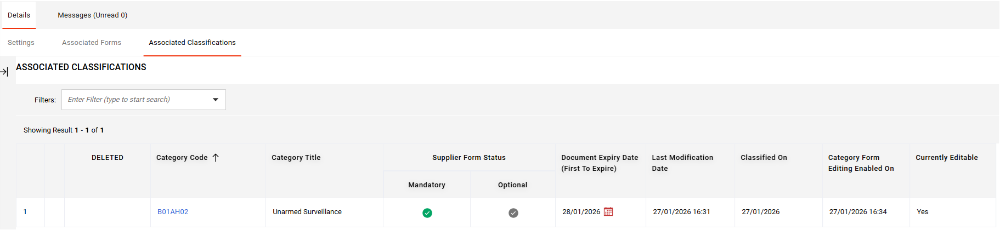 Details Messages (Unread 0)
Settings Associated Forms Associated Classifications
ASSOCIATED CLASSIFICATIONS
Filters: Enter Filter (type to start search)
Showing Result 1 - 1 of 1
DELETED Category Code Category Title Supplier Form Status Document Expiry Date (First To Expire) Last Modification Date Classified On Category Form Editing Enabled On Currently Editable
Mandatory Optional
1 B01AH02 Unarmed Surveillance 28/01/2026 27/01/2026 16:31 27/01/2026 27/01/2026 16:34 Yes